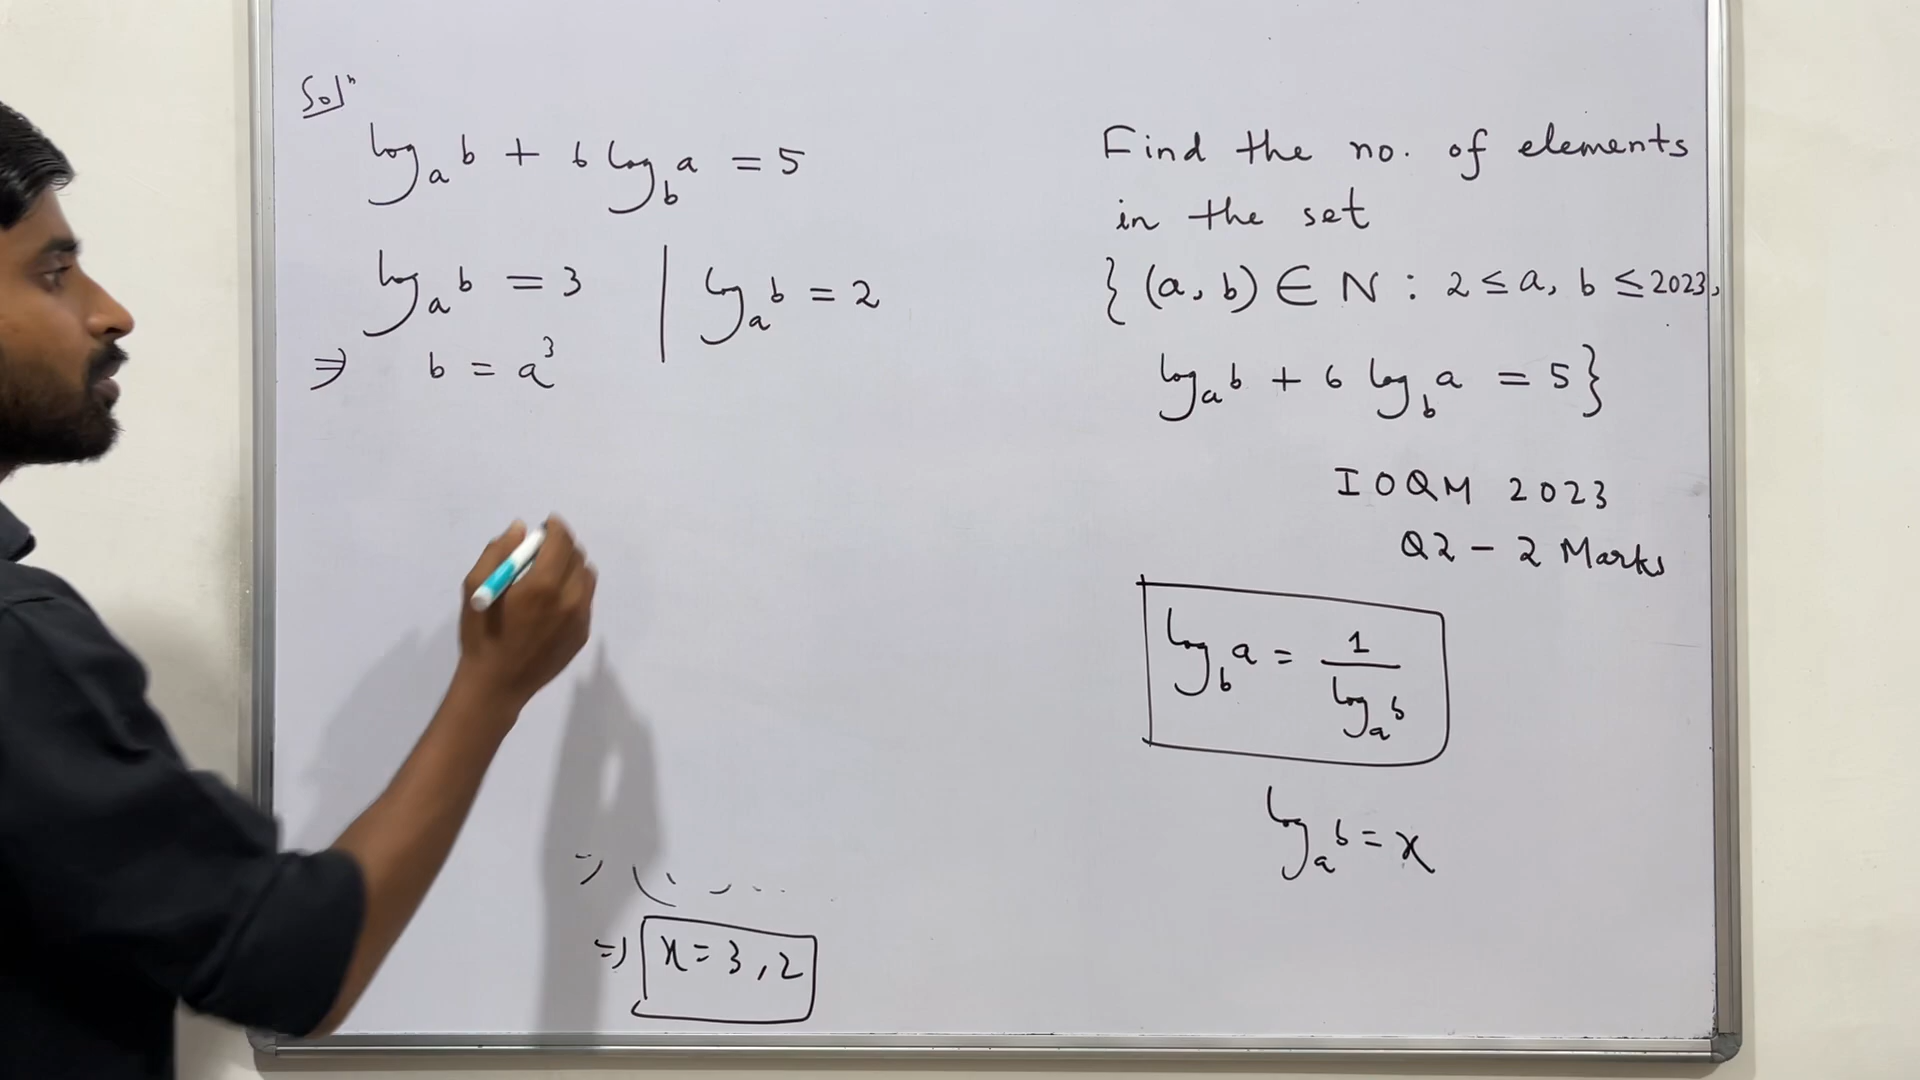 Solⁿ
log_a b + 6 log_b a = 5
log_a b = 3 | log_a b = 2
⇒ b = a³
⇒ x = 3, 2
Find the no. of elements
in the set
{ (a, b) ∈ N : 2 ≤ a, b ≤ 2023,
log_a b + 6 log_b a = 5}
IOQM 2023
Q2 - 2 Marks
log_b a = 1 / log_a b
log_a b = x